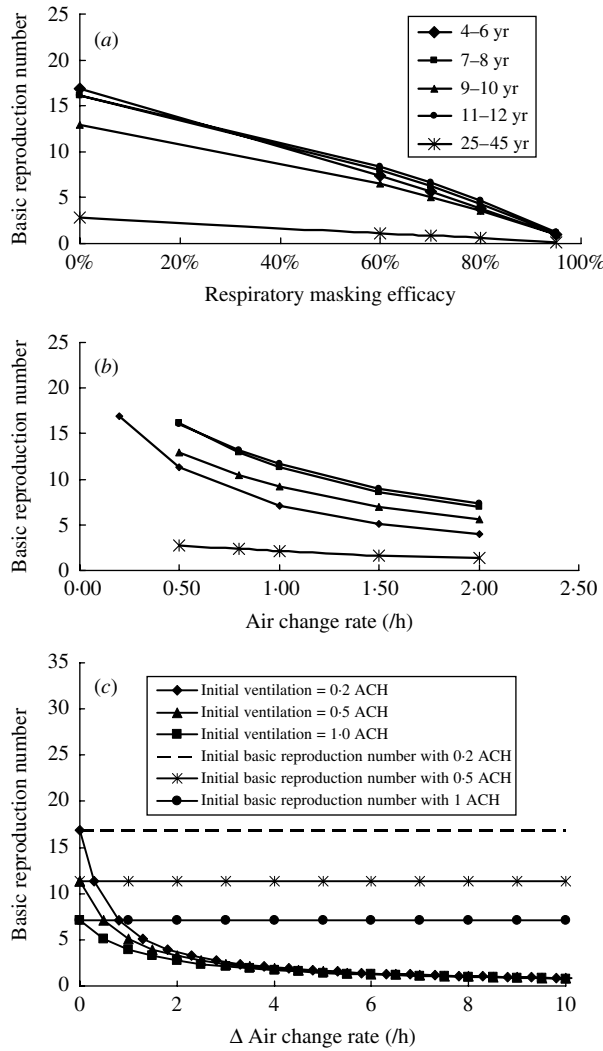 (a)
Basic reproduction number
25
20
15
10
5
0
4–6 yr
7–8 yr
9–10 yr
11–12 yr
25–45 yr
0% 20% 40% 60% 80% 100%
Respiratory masking efficacy
(b)
Basic reproduction number
25
20
15
10
5
0
0·00 0·50 1·00 1·50 2·00 2·50
Air change rate (/h)
(c)
Basic reproduction number
35
30
25
20
15
10
5
0
Initial ventilation = 0·2 ACH
Initial ventilation = 0·5 ACH
Initial ventilation = 1·0 ACH
Initial basic reproduction number with 0·2 ACH
Initial basic reproduction number with 0·5 ACH
Initial basic reproduction number with 1 ACH
0 2 4 6 8 10
Δ Air change rate (/h)